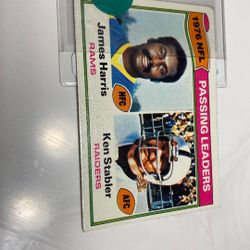 1976 NFL
PASSING LEADERS
NFC
James Harris
RAMS
AFC
Ken Stabler
RAIDERS